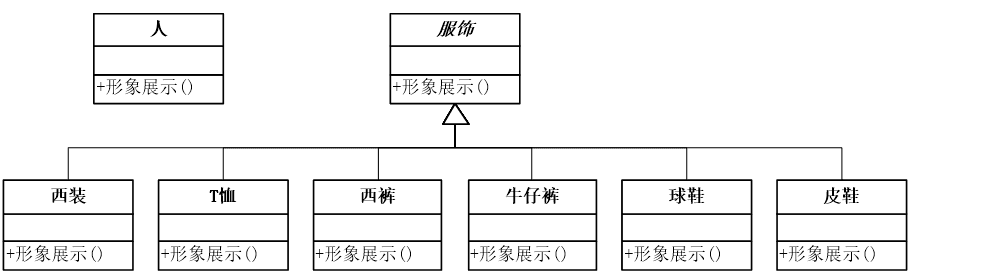 人 服饰
+形象展示() +形象展示()
西装 T恤 西裤 牛仔裤 球鞋 皮鞋
+形象展示() +形象展示() +形象展示() +形象展示() +形象展示() +形象展示()